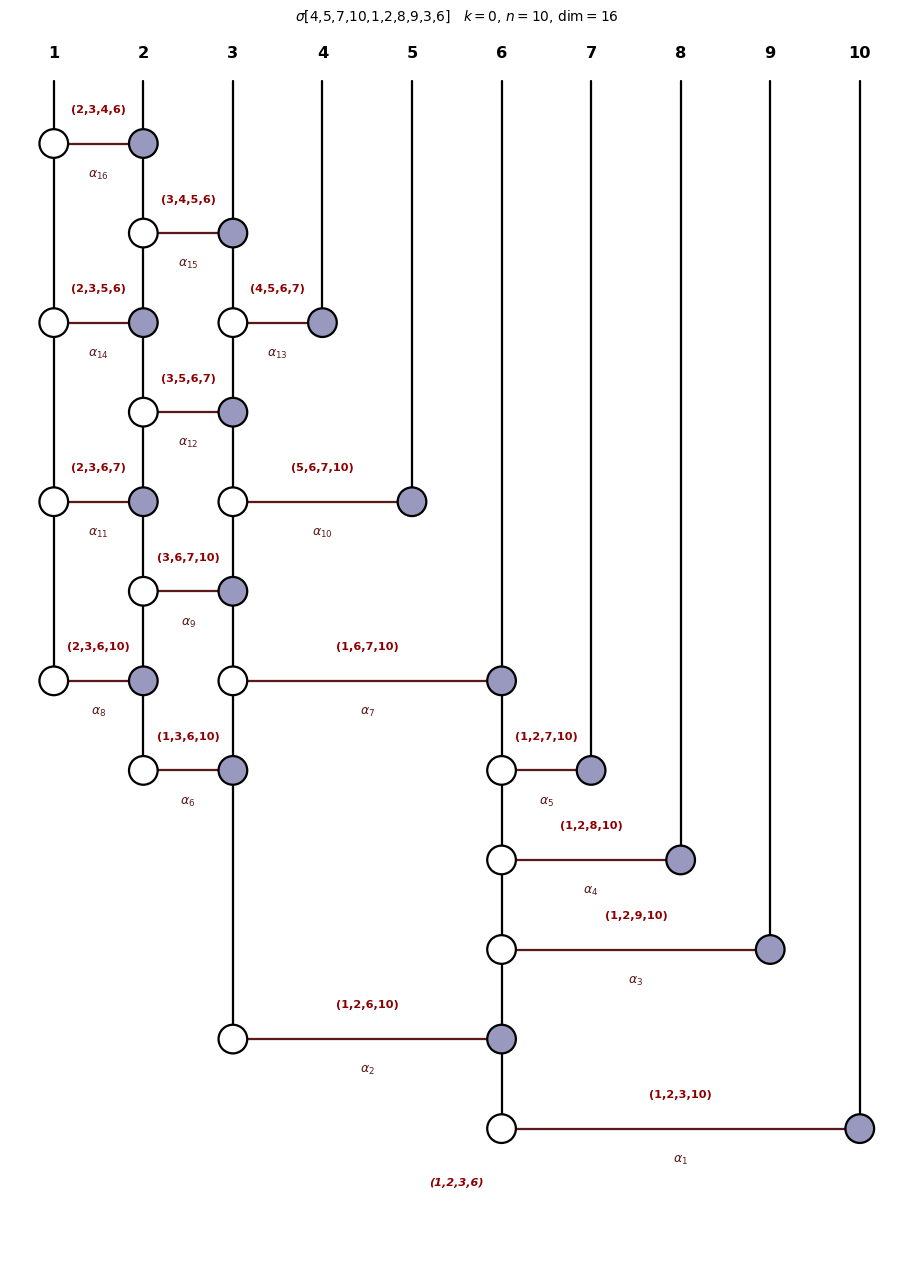 σ[4,5,7,10,1,2,8,9,3,6] k=0, n=10, dim=16
1 2 3 4 5 6 7 8 9 10
(2,3,4,6)
α16
(3,4,5,6)
α15
(2,3,5,6) (4,5,6,7)
α14 α13
(3,5,6,7)
α12
(2,3,6,7) (5,6,7,10)
α11 α10
(3,6,7,10)
α9
(2,3,6,10) (1,6,7,10)
α8 α7
(1,3,6,10) (1,2,7,10)
α6 α5
(1,2,8,10)
α4
(1,2,9,10)
α3
(1,2,6,10)
α2
(1,2,3,10)
α1
(1,2,3,6)